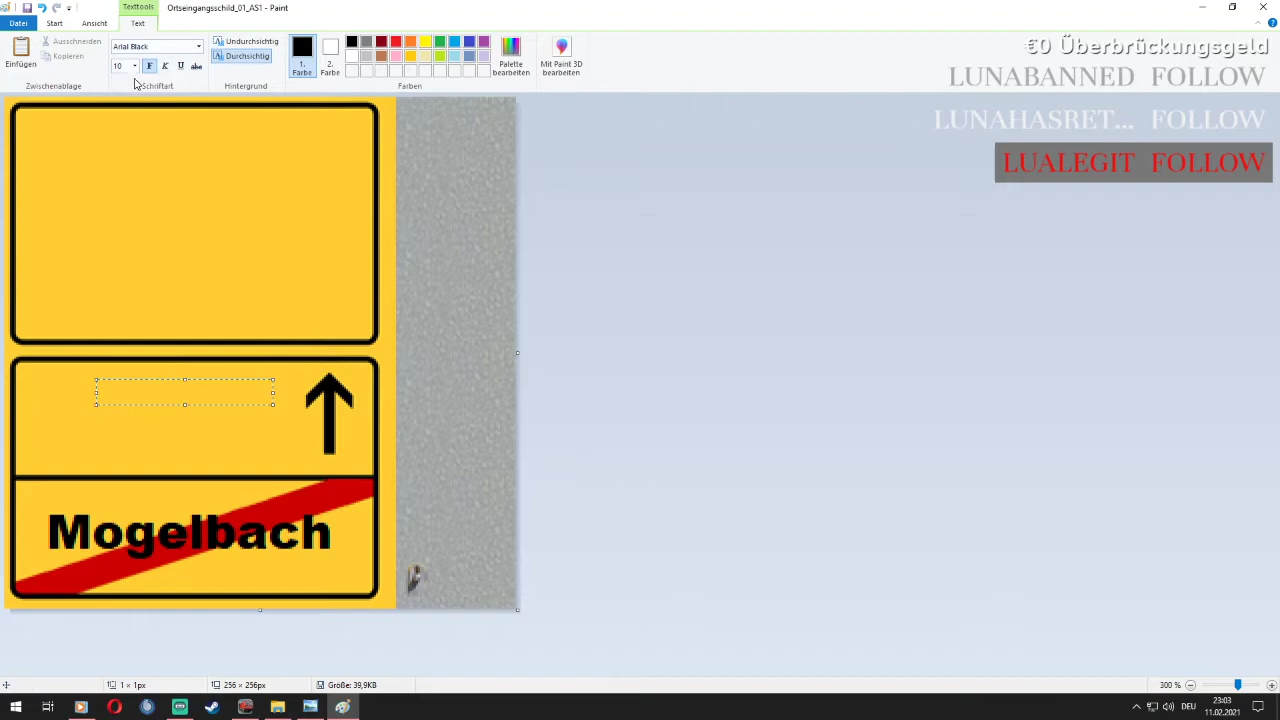 Texttools
Ortseingangsschild_01_AS1 - Paint
Datei
Start
Ansicht
Text
Einfügen
Ausschneiden
Kopieren
Zwischenablage
Arial Black
10
F K U abc
Schriftart
Undurchsichtig
Durchsichtig
Hintergrund
1.
Farbe
2.
Farbe
Farben
Palette
bearbeiten
Mit Paint 3D
bearbeiten
€0 Überbrückungsgeld
LUNABANNED FOLLOW
LUNAHASRET... FOLLOW
LUALEGIT FOLLOW
Mogelbach
1 × 1px
256 × 256px
Größe: 39,9KB
300 %
DEU
23:03
11.02.2021